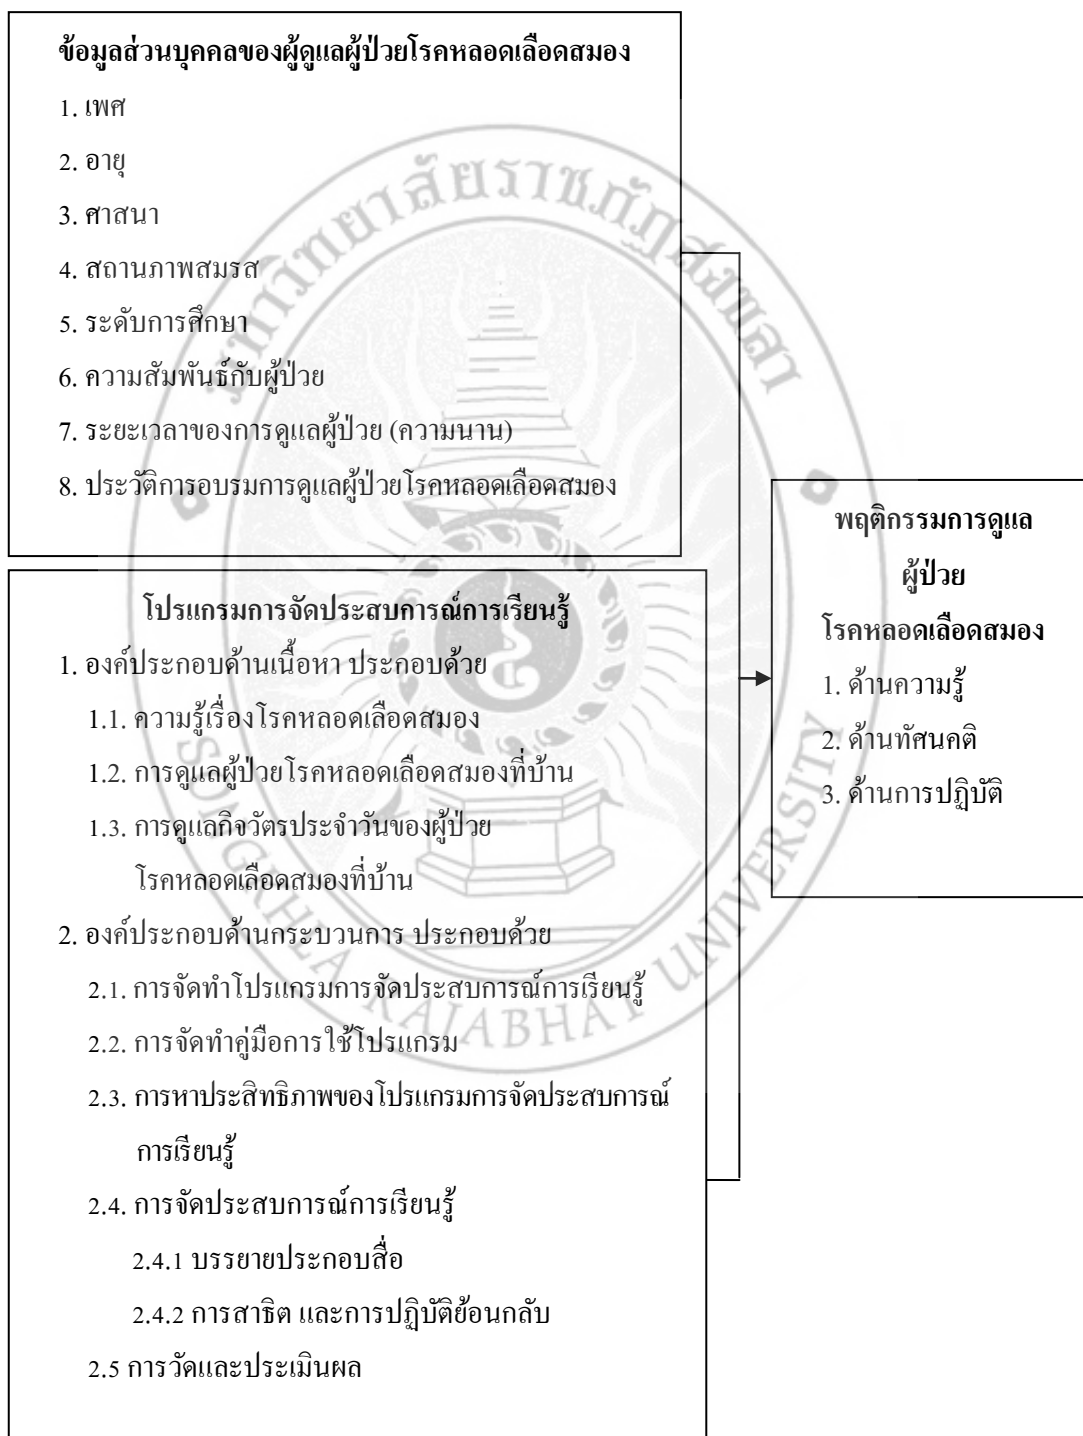 ข้อมูลส่วนบุคคลของผู้ดูแลผู้ป่วยโรคหลอดเลือดสมอง
1. เพศ
2. อายุ
3. ศาสนา
4. สถานภาพสมรส
5. ระดับการศึกษา
6. ความสัมพันธ์กับผู้ป่วย
7. ระยะเวลาของการดูแลผู้ป่วย (ความนาน)
8. ประวัติการอบรมการดูแลผู้ป่วยโรคหลอดเลือดสมอง
โปรแกรมการจัดประสบการณ์การเรียนรู้
1. องค์ประกอบด้านเนื้อหา ประกอบด้วย
1.1. ความรู้เรื่องโรคหลอดเลือดสมอง
1.2. การดูแลผู้ป่วยโรคหลอดเลือดสมองที่บ้าน
1.3. การดูแลกิจวัตรประจำวันของผู้ป่วย
โรคหลอดเลือดสมองที่บ้าน
2. องค์ประกอบด้านกระบวนการ ประกอบด้วย
2.1. การจัดทำโปรแกรมการจัดประสบการณ์การเรียนรู้
2.2. การจัดทำคู่มือการใช้โปรแกรม
2.3. การหาประสิทธิภาพของโปรแกรมการจัดประสบการณ์
การเรียนรู้
2.4. การจัดประสบการณ์การเรียนรู้
2.4.1 บรรยายประกอบสื่อ
2.4.2 การสาธิต และการปฏิบัติย้อนกลับ
2.5 การวัดและประเมินผล
พฤติกรรมการดูแล
ผู้ป่วย
โรคหลอดเลือดสมอง
1. ด้านความรู้
2. ด้านทัศนคติ
3. ด้านการปฏิบัติ
มหาวิทยาลัยราชภัฏสงขลา
SONGKHLA RAJABHAT UNIVERSITY